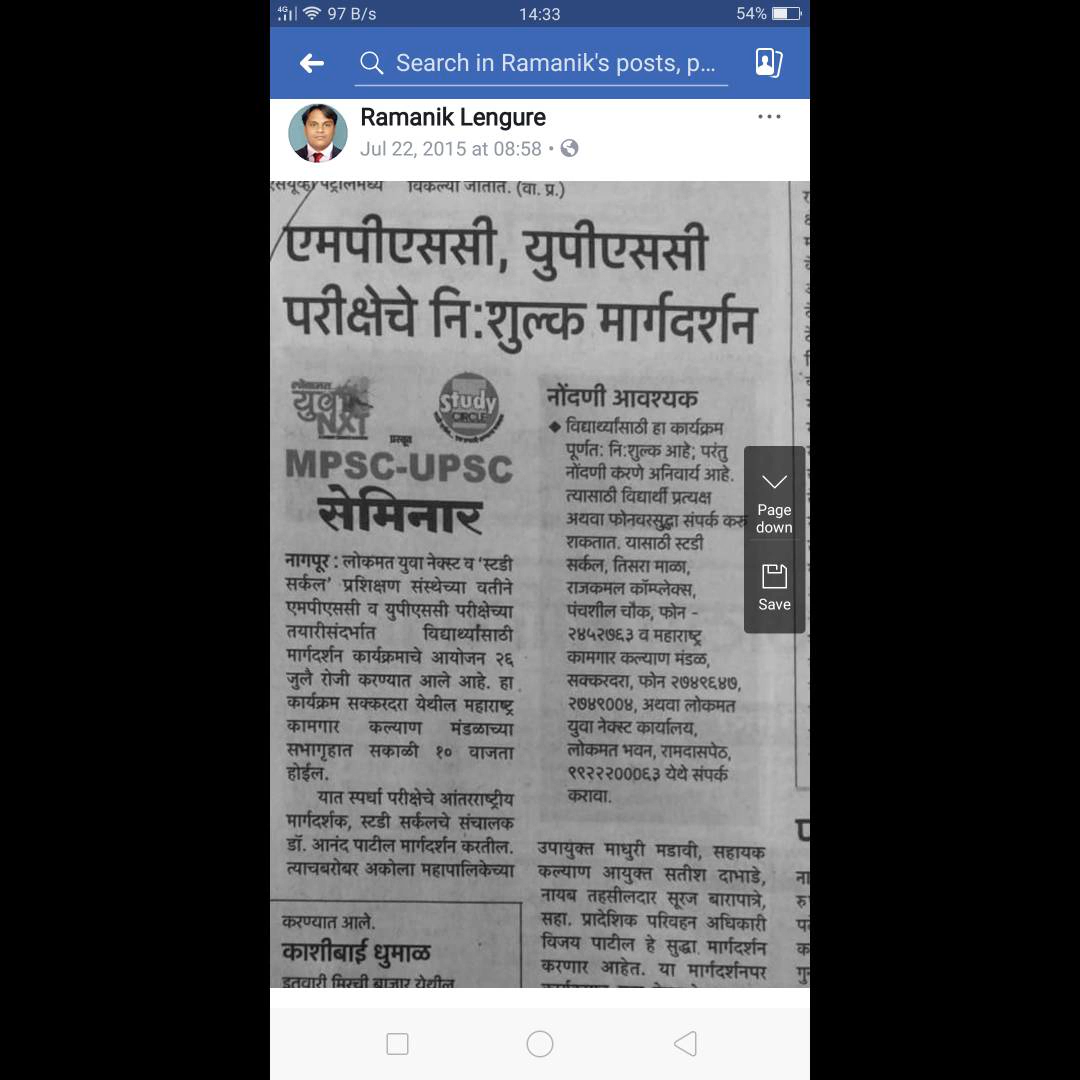 4G 97 B/s 14:33 54%
Search in Ramanik's posts, p...
Ramanik Lengure
Jul 22, 2015 at 08:58
विकल्या जातात. (वा. प्र.)
एमपीएससी, युपीएससी
परीक्षेचे नि:शुल्क मार्गदर्शन
लोकमत
युवा
NXT
Study
CIRCLE
प्रस्तुत
MPSC-UPSC
सेमिनार
नागपूर : लोकमत युवा नेक्स्ट व ‘स्टडी
सर्कल’ प्रशिक्षण संस्थेच्या वतीने
एमपीएससी व युपीएससी परीक्षेच्या
तयारीसंदर्भात विद्यार्थ्यांसाठी
मार्गदर्शन कार्यक्रमाचे आयोजन २६
जुलै रोजी करण्यात आले आहे. हा
कार्यक्रम सक्करदरा येथील महाराष्ट्र
कामगार कल्याण मंडळाच्या
सभागृहात सकाळी १० वाजता
होईल.
यात स्पर्धा परीक्षेचे आंतरराष्ट्रीय
मार्गदर्शक, स्टडी सर्कलचे संचालक
डॉ. आनंद पाटील मार्गदर्शन करतील.
त्याचबरोबर अकोला महापालिकेच्या
नोंदणी आवश्यक
◆ विद्यार्थ्यांसाठी हा कार्यक्रम
पूर्णत: नि:शुल्क आहे; परंतु
नोंदणी करणे अनिवार्य आहे.
त्यासाठी विद्यार्थी प्रत्यक्ष
अथवा फोनवरसुद्धा संपर्क करु
शकतात. यासाठी स्टडी
सर्कल, तिसरा माळा,
राजकमल कॉम्प्लेक्स,
पंचशील चौक, फोन -
२४५२७६३ व महाराष्ट्र
कामगार कल्याण मंडळ,
सक्करदरा, फोन २७४९६४७,
२७४९००४, अथवा लोकमत
युवा नेक्स्ट कार्यालय,
लोकमत भवन, रामदासपेठ,
९९२२२०००६३ येथे संपर्क
करावा.
उपायुक्त माधुरी मडावी, सहायक
कल्याण आयुक्त सतीश दाभाडे,
नायब तहसीलदार सूरज बारापात्रे,
सहा. प्रादेशिक परिवहन अधिकारी
विजय पाटील हे सुद्धा मार्गदर्शन
करणार आहेत. या मार्गदर्शनपर
करण्यात आले.
काशीबाई धुमाळ
इतवारी मिरची बाजार येथील
Page
down
Save